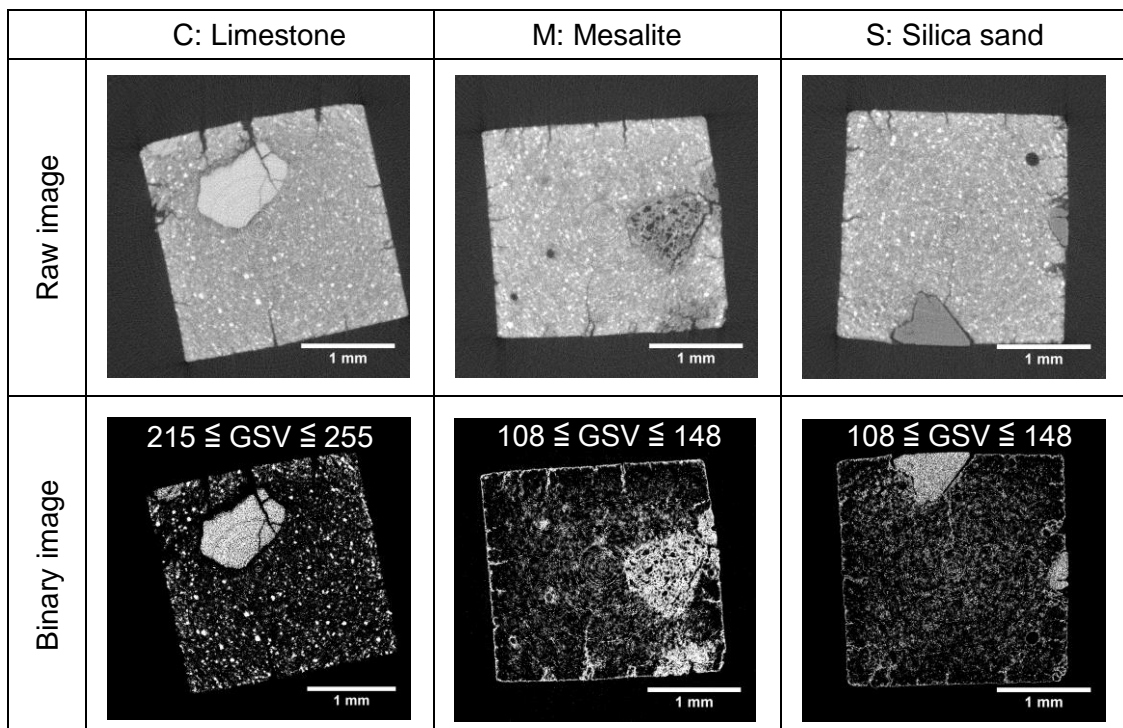 C: Limestone
M: Mesalite
S: Silica sand
Raw image
1 mm
1 mm
1 mm
Binary image
215 ≦ GSV ≦ 255
108 ≦ GSV ≦ 148
108 ≦ GSV ≦ 148
1 mm
1 mm
1 mm